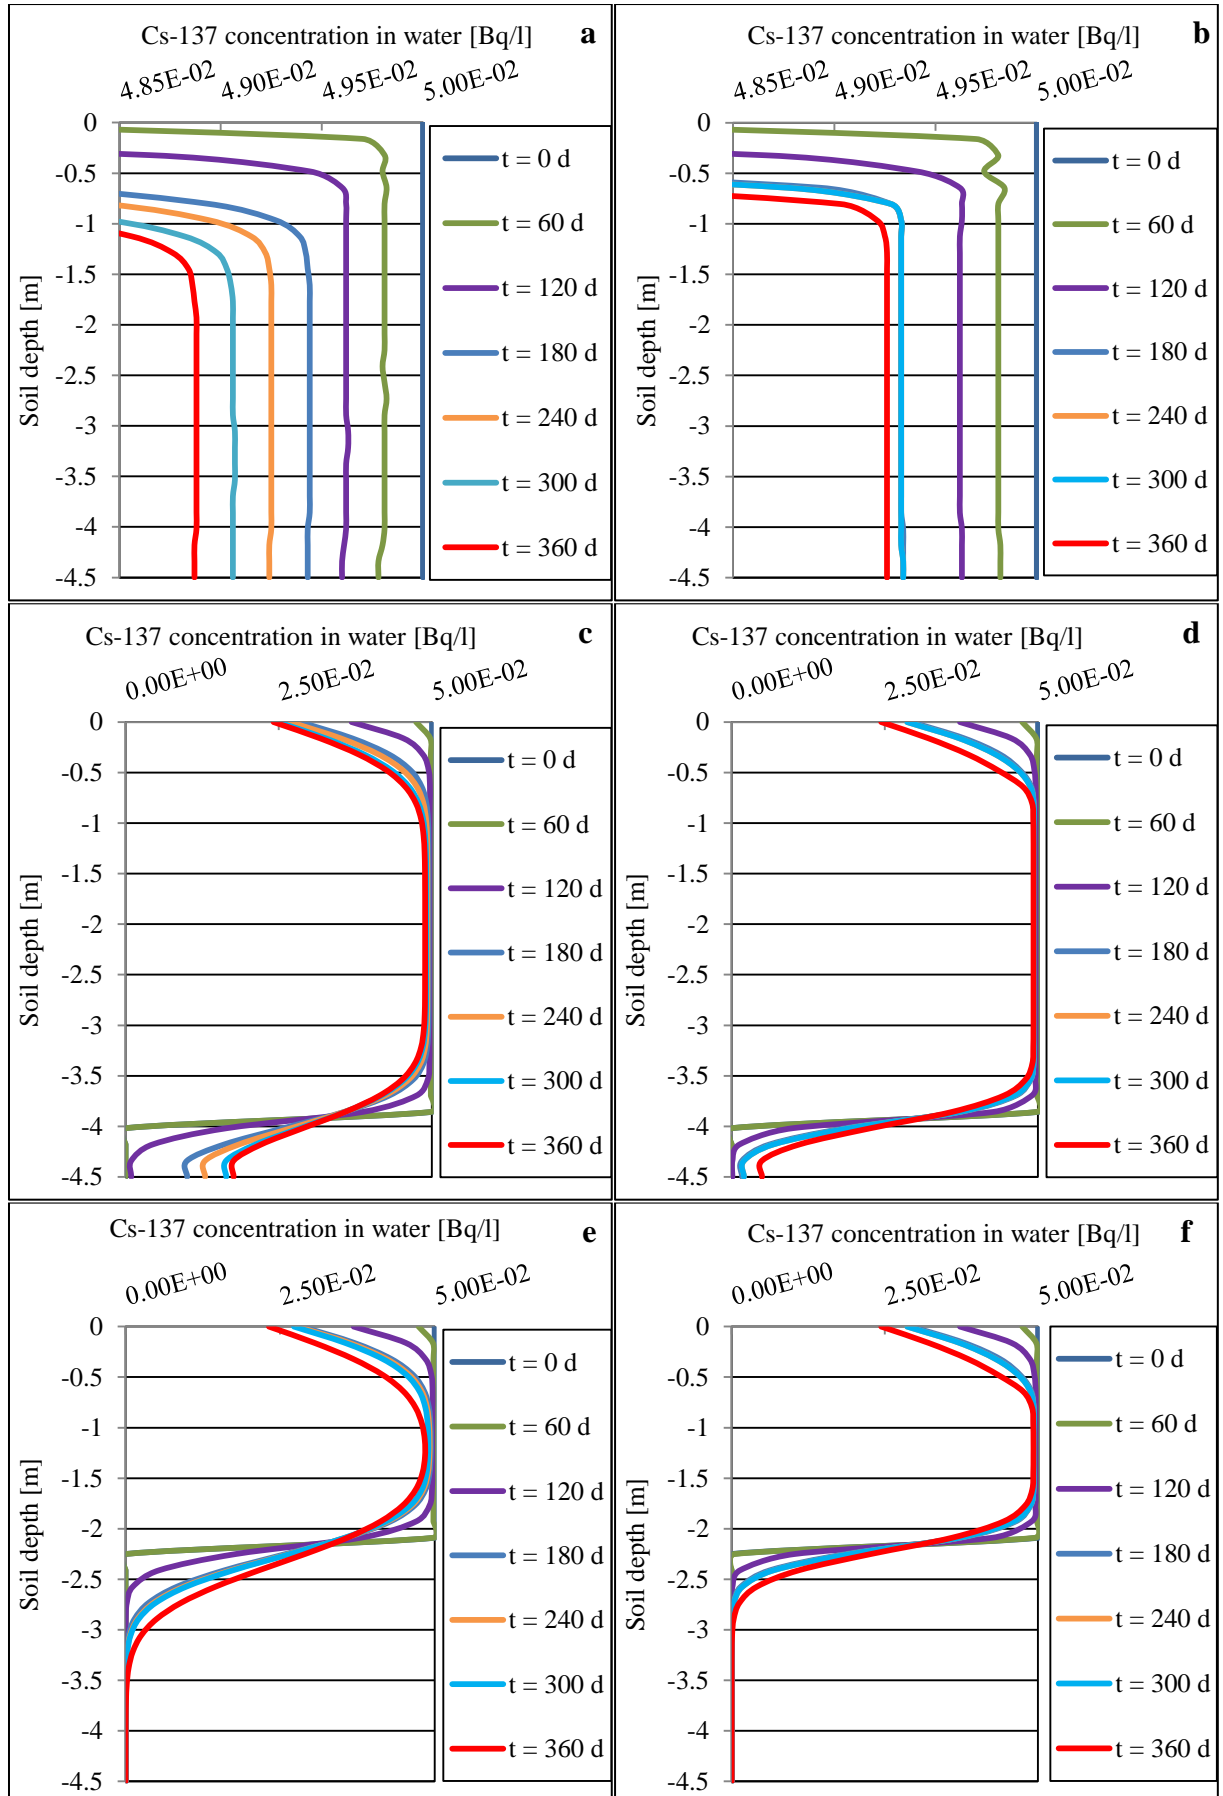 Cs-137 concentration in water [Bq/l] a
4.85E-02 4.90E-02 4.95E-02 5.00E-02
0
-0.5
-1
-1.5
-2
-2.5
-3
-3.5
-4
-4.5
Soil depth [m]
t = 0 d
t = 60 d
t = 120 d
t = 180 d
t = 240 d
t = 300 d
t = 360 d
Cs-137 concentration in water [Bq/l] b
4.85E-02 4.90E-02 4.95E-02 5.00E-02
0
-0.5
-1
-1.5
-2
-2.5
-3
-3.5
-4
-4.5
Soil depth [m]
t = 0 d
t = 60 d
t = 120 d
t = 180 d
t = 240 d
t = 300 d
t = 360 d
Cs-137 concentration in water [Bq/l] c
0.00E+00 2.50E-02 5.00E-02
0
-0.5
-1
-1.5
-2
-2.5
-3
-3.5
-4
-4.5
Soil depth [m]
t = 0 d
t = 60 d
t = 120 d
t = 180 d
t = 240 d
t = 300 d
t = 360 d
Cs-137 concentration in water [Bq/l] d
0.00E+00 2.50E-02 5.00E-02
0
-0.5
-1
-1.5
-2
-2.5
-3
-3.5
-4
-4.5
Soil depth [m]
t = 0 d
t = 60 d
t = 120 d
t = 180 d
t = 240 d
t = 300 d
t = 360 d
Cs-137 concentration in water [Bq/l] e
0.00E+00 2.50E-02 5.00E-02
0
-0.5
-1
-1.5
-2
-2.5
-3
-3.5
-4
-4.5
Soil depth [m]
t = 0 d
t = 60 d
t = 120 d
t = 180 d
t = 240 d
t = 300 d
t = 360 d
Cs-137 concentration in water [Bq/l] f
0.00E+00 2.50E-02 5.00E-02
0
-0.5
-1
-1.5
-2
-2.5
-3
-3.5
-4
-4.5
Soil depth [m]
t = 0 d
t = 60 d
t = 120 d
t = 180 d
t = 240 d
t = 300 d
t = 360 d